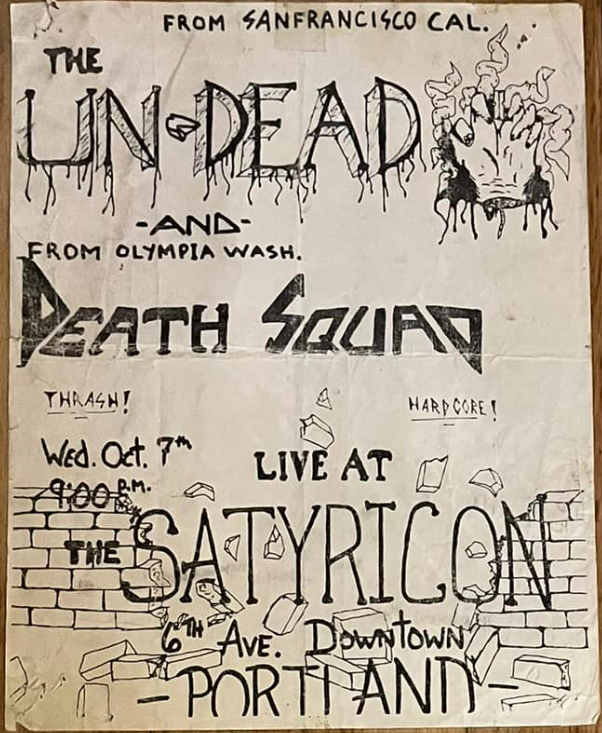 FROM SANFRANCISCO CAL.
THE
UN-DEAD
-AND-
FROM OLYMPIA WASH.
DEATH SQUAD
THRASH!
HARDCORE!
Wed. Oct. 7th
9:00 P.M.
LIVE AT
THE SATYRICON
6TH AVE. DOWNTOWN
-PORTLAND-